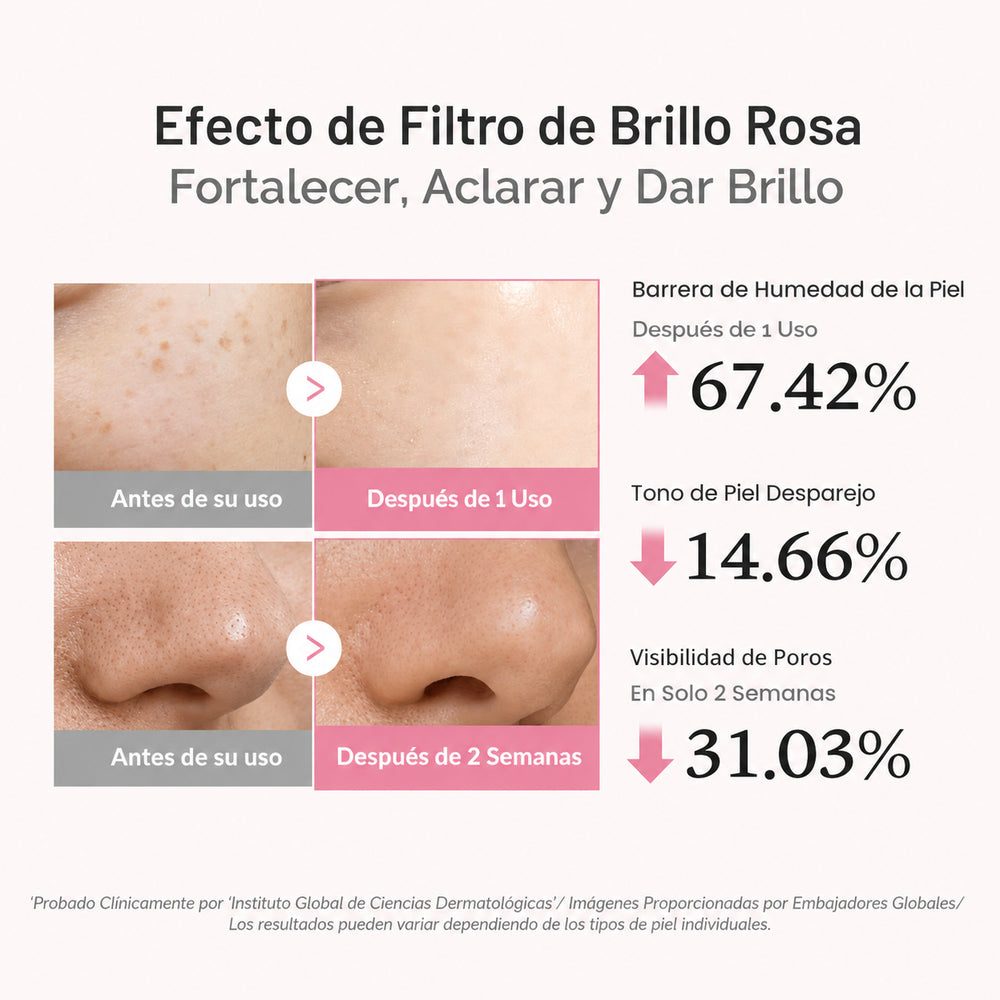 Efecto de Filtro de Brillo Rosa
Fortalecer, Aclarar y Dar Brillo
Antes de su uso
>
Después de 1 Uso
Antes de su uso
>
Después de 2 Semanas
Barrera de Humedad de la Piel
Después de 1 Uso
67.42%
Tono de Piel Desparejo
14.66%
Visibilidad de Poros
En Solo 2 Semanas
31.03%
'Probado Clínicamente por 'Instituto Global de Ciencias Dermatológicas'/ Imágenes Proporcionadas por Embajadores Globales/
Los resultados pueden variar dependiendo de los tipos de piel individuales.